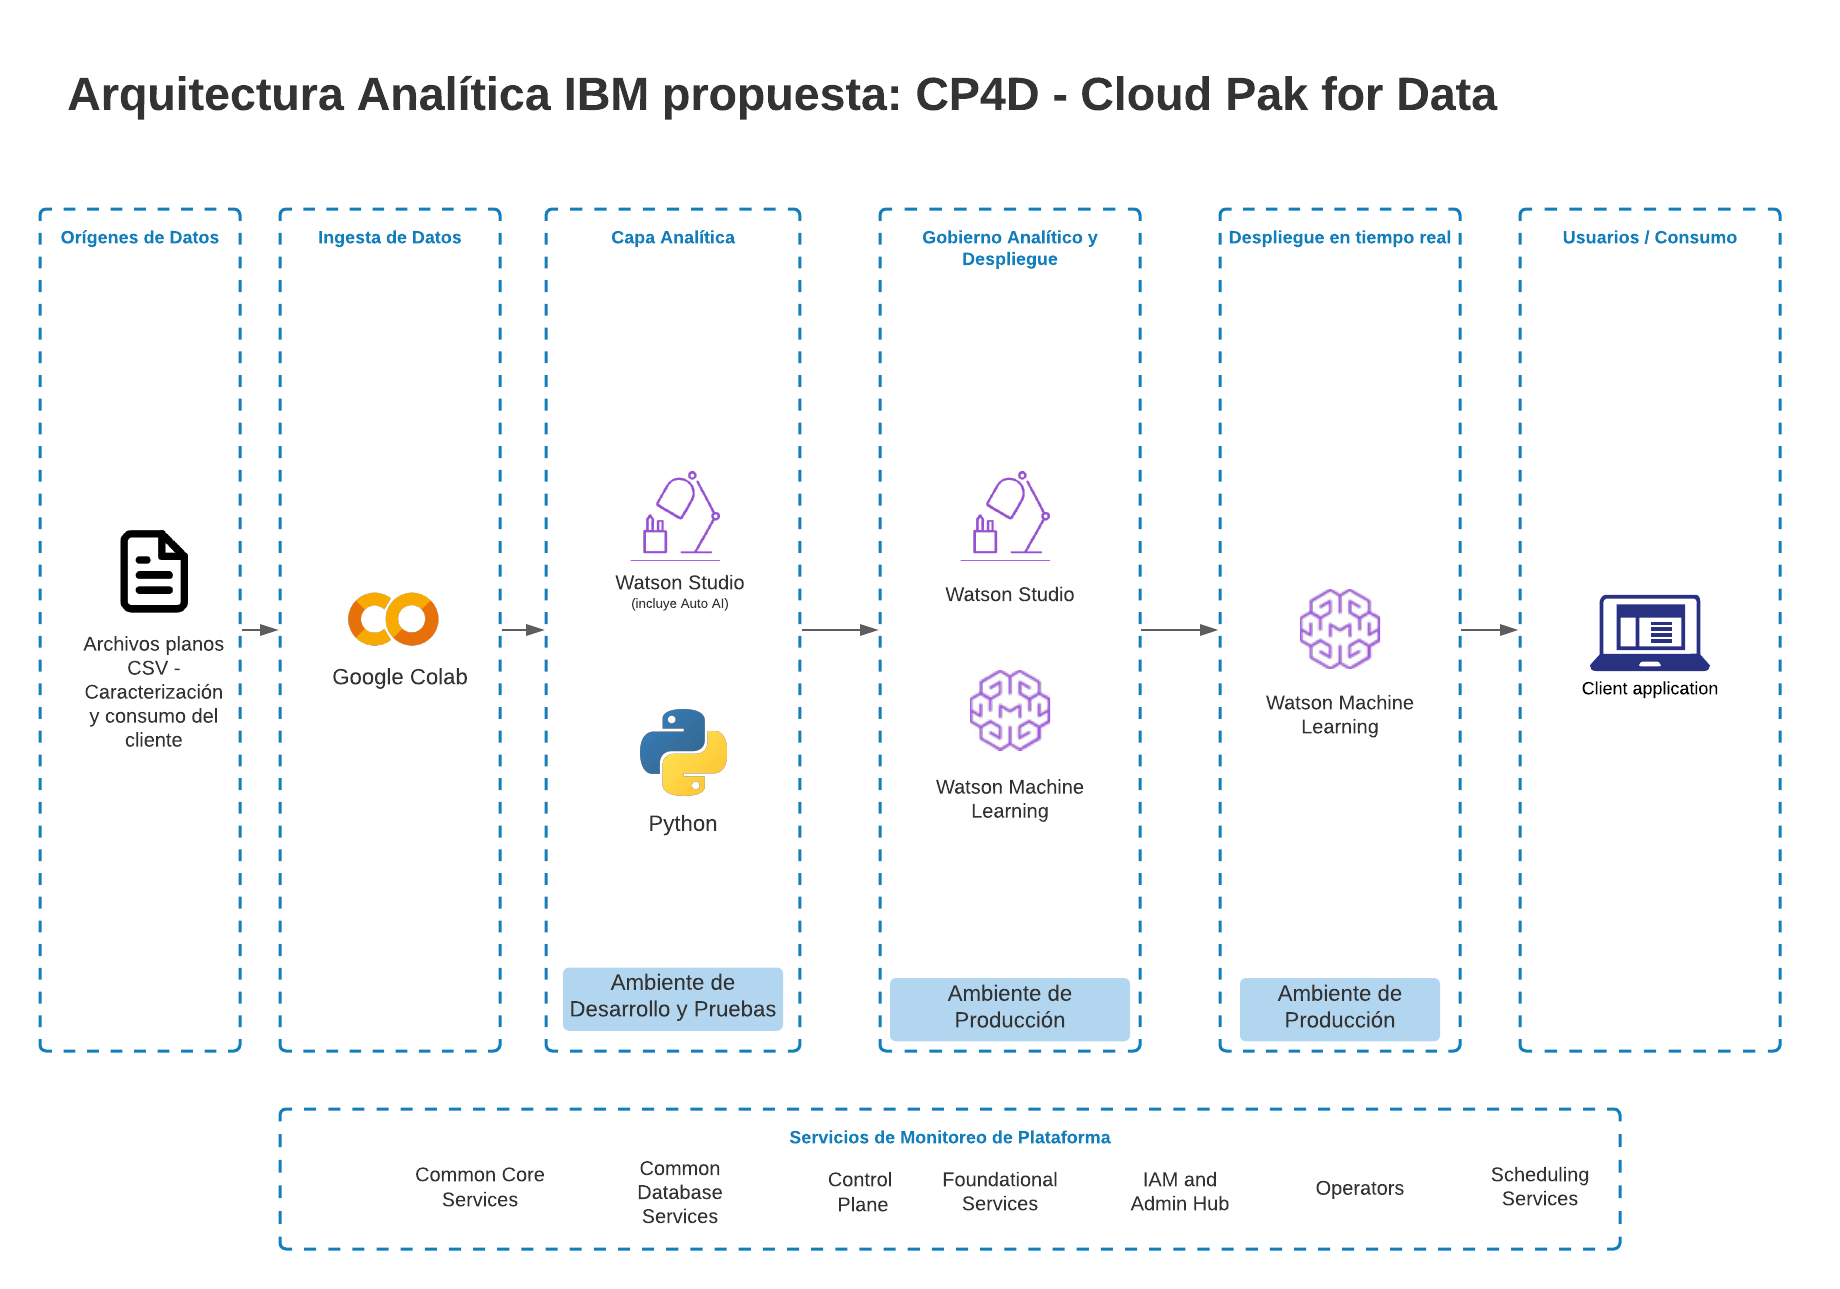 Arquitectura Analítica IBM propuesta: CP4D - Cloud Pak for Data
Orígenes de Datos
Archivos planos
CSV -
Caracterización
y consumo del
cliente
Ingesta de Datos
Google Colab
Capa Analítica
Watson Studio
(incluye Auto AI)
Python
Ambiente de
Desarrollo y Pruebas
Gobierno Analítico y
Despliegue
Watson Studio
Watson Machine
Learning
Ambiente de
Producción
Despliegue en tiempo real
Watson Machine
Learning
Ambiente de
Producción
Usuarios / Consumo
Client application
Servicios de Monitoreo de Plataforma
Common Core
Services
Common
Database
Services
Control
Plane
Foundational
Services
IAM and
Admin Hub
Operators
Scheduling
Services